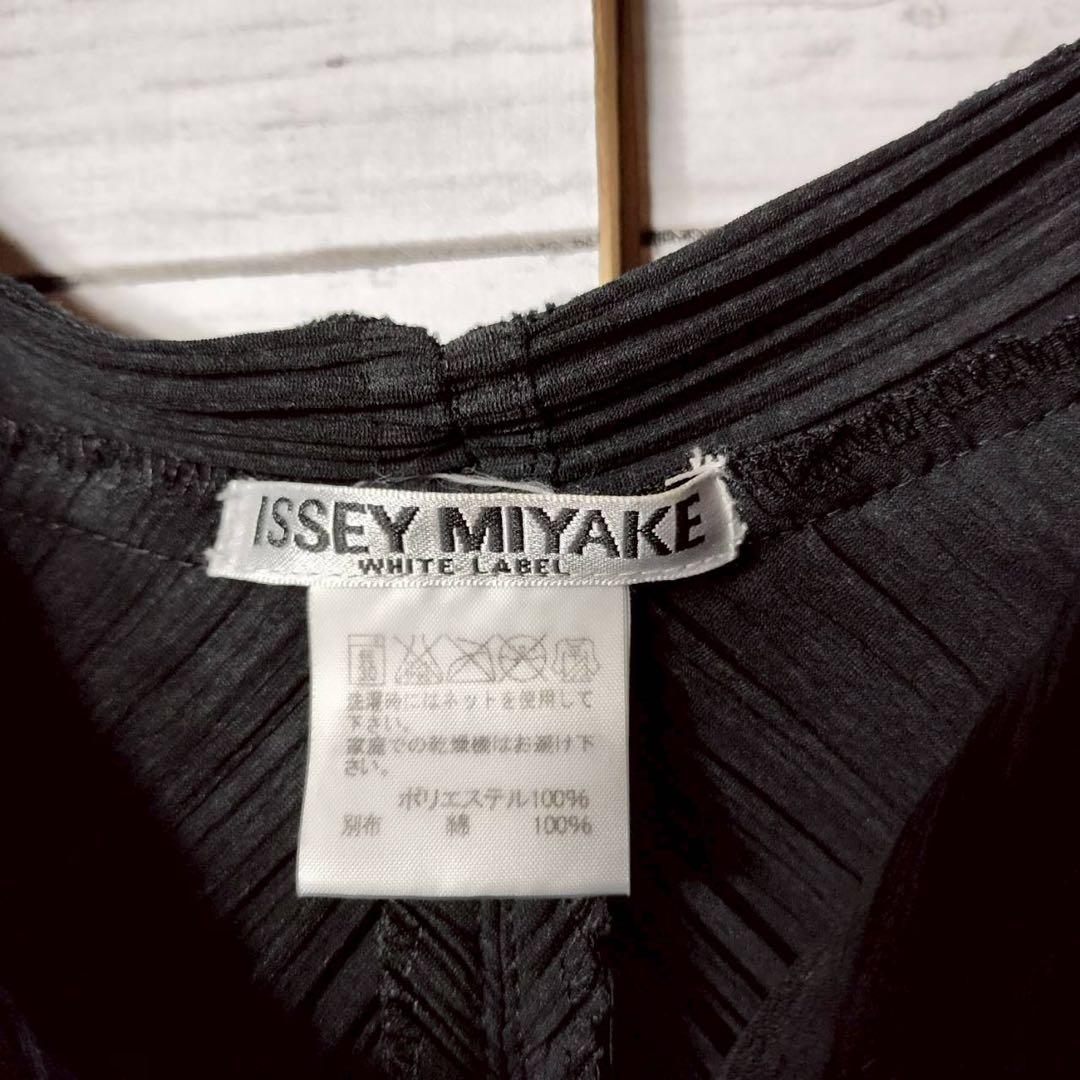 ISSEY MIYAKE
WHITE LABEL
洗濯時にはネットを使用して
下さい。
家庭での乾燥機はお避け下
さい。
ポリエステル100%
別布 綿 100%